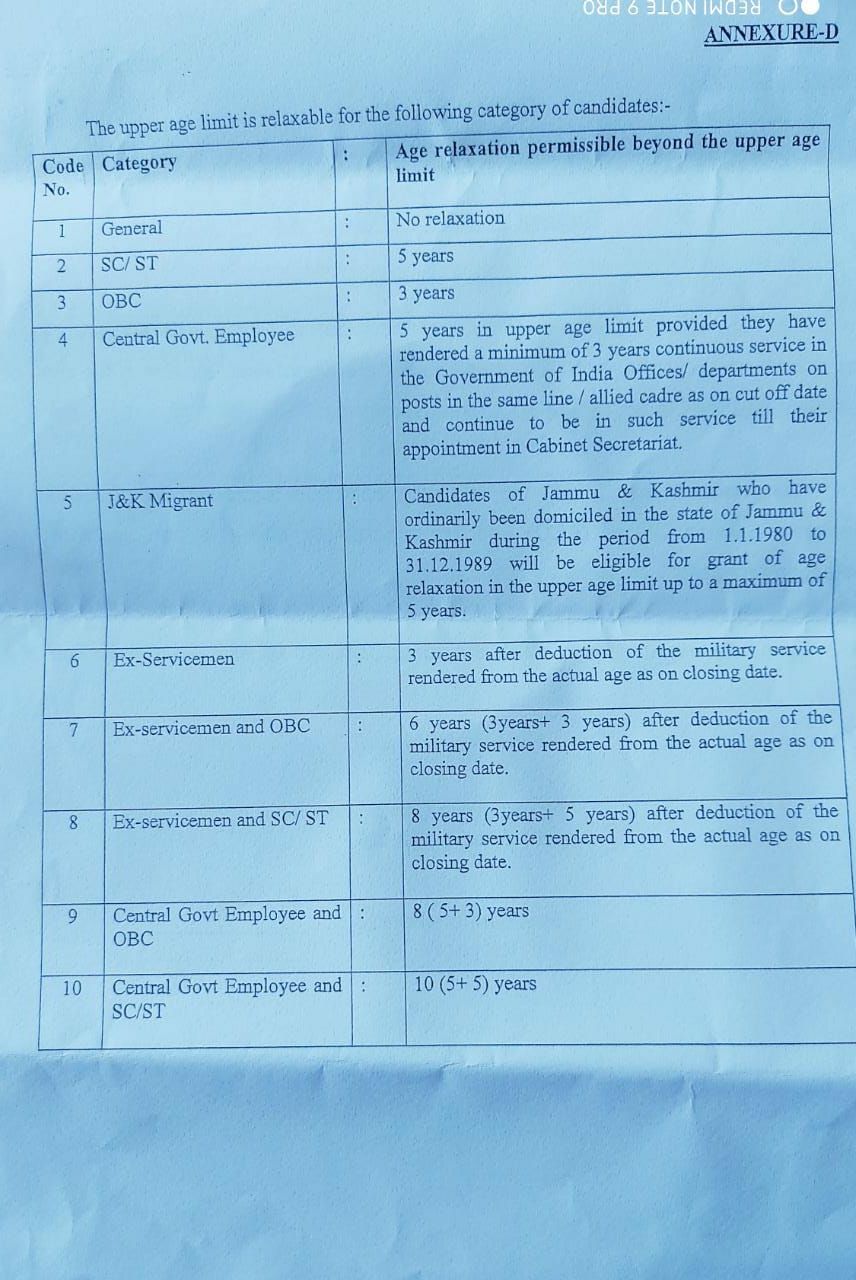 REDMI NOTE 9 PRO
ANNEXURE-D
The upper age limit is relaxable for the following category of candidates:-
Code No. Category : Age relaxation permissible beyond the upper age
limit
1 General : No relaxation
2 SC/ ST : 5 years
3 OBC : 3 years
4 Central Govt. Employee : 5 years in upper age limit provided they have
rendered a minimum of 3 years continuous service in
the Government of India Offices/ departments on
posts in the same line / allied cadre as on cut off date
and continue to be in such service till their
appointment in Cabinet Secretariat.
5 J&K Migrant : Candidates of Jammu & Kashmir who have
ordinarily been domiciled in the state of Jammu &
Kashmir during the period from 1.1.1980 to
31.12.1989 will be eligible for grant of age
relaxation in the upper age limit up to a maximum of
5 years.
6 Ex-Servicemen : 3 years after deduction of the military service
rendered from the actual age as on closing date.
7 Ex-servicemen and OBC : 6 years (3years+ 3 years) after deduction of the
military service rendered from the actual age as on
closing date.
8 Ex-servicemen and SC/ ST : 8 years (3years+ 5 years) after deduction of the
military service rendered from the actual age as on
closing date.
9 Central Govt Employee and : 8 ( 5+ 3) years
OBC
10 Central Govt Employee and : 10 (5+ 5) years
SC/ST